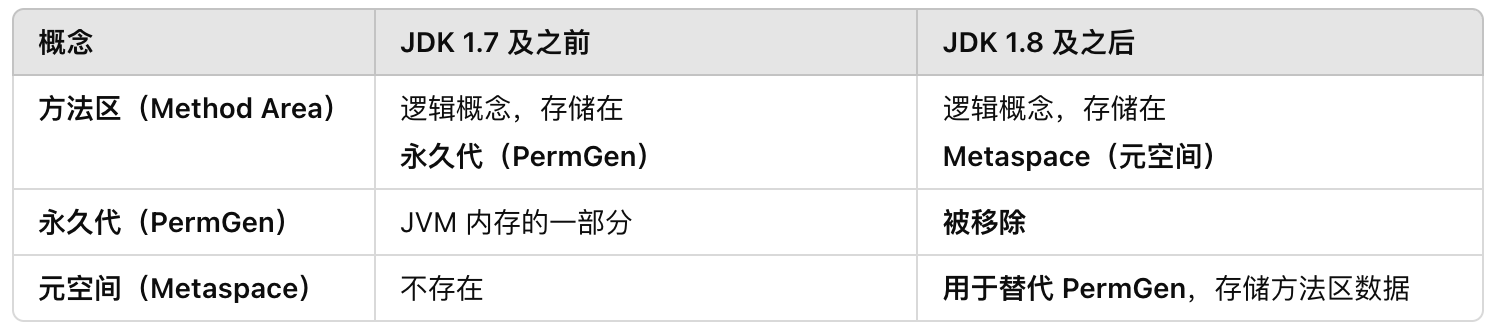 概念
JDK 1.7 及之前
JDK 1.8 及之后
方法区（Method Area）
逻辑概念，存储在
永久代（PermGen）
逻辑概念，存储在
Metaspace（元空间）
永久代（PermGen）
JVM 内存的一部分
被移除
元空间（Metaspace）
不存在
用于替代 PermGen，存储方法区数据